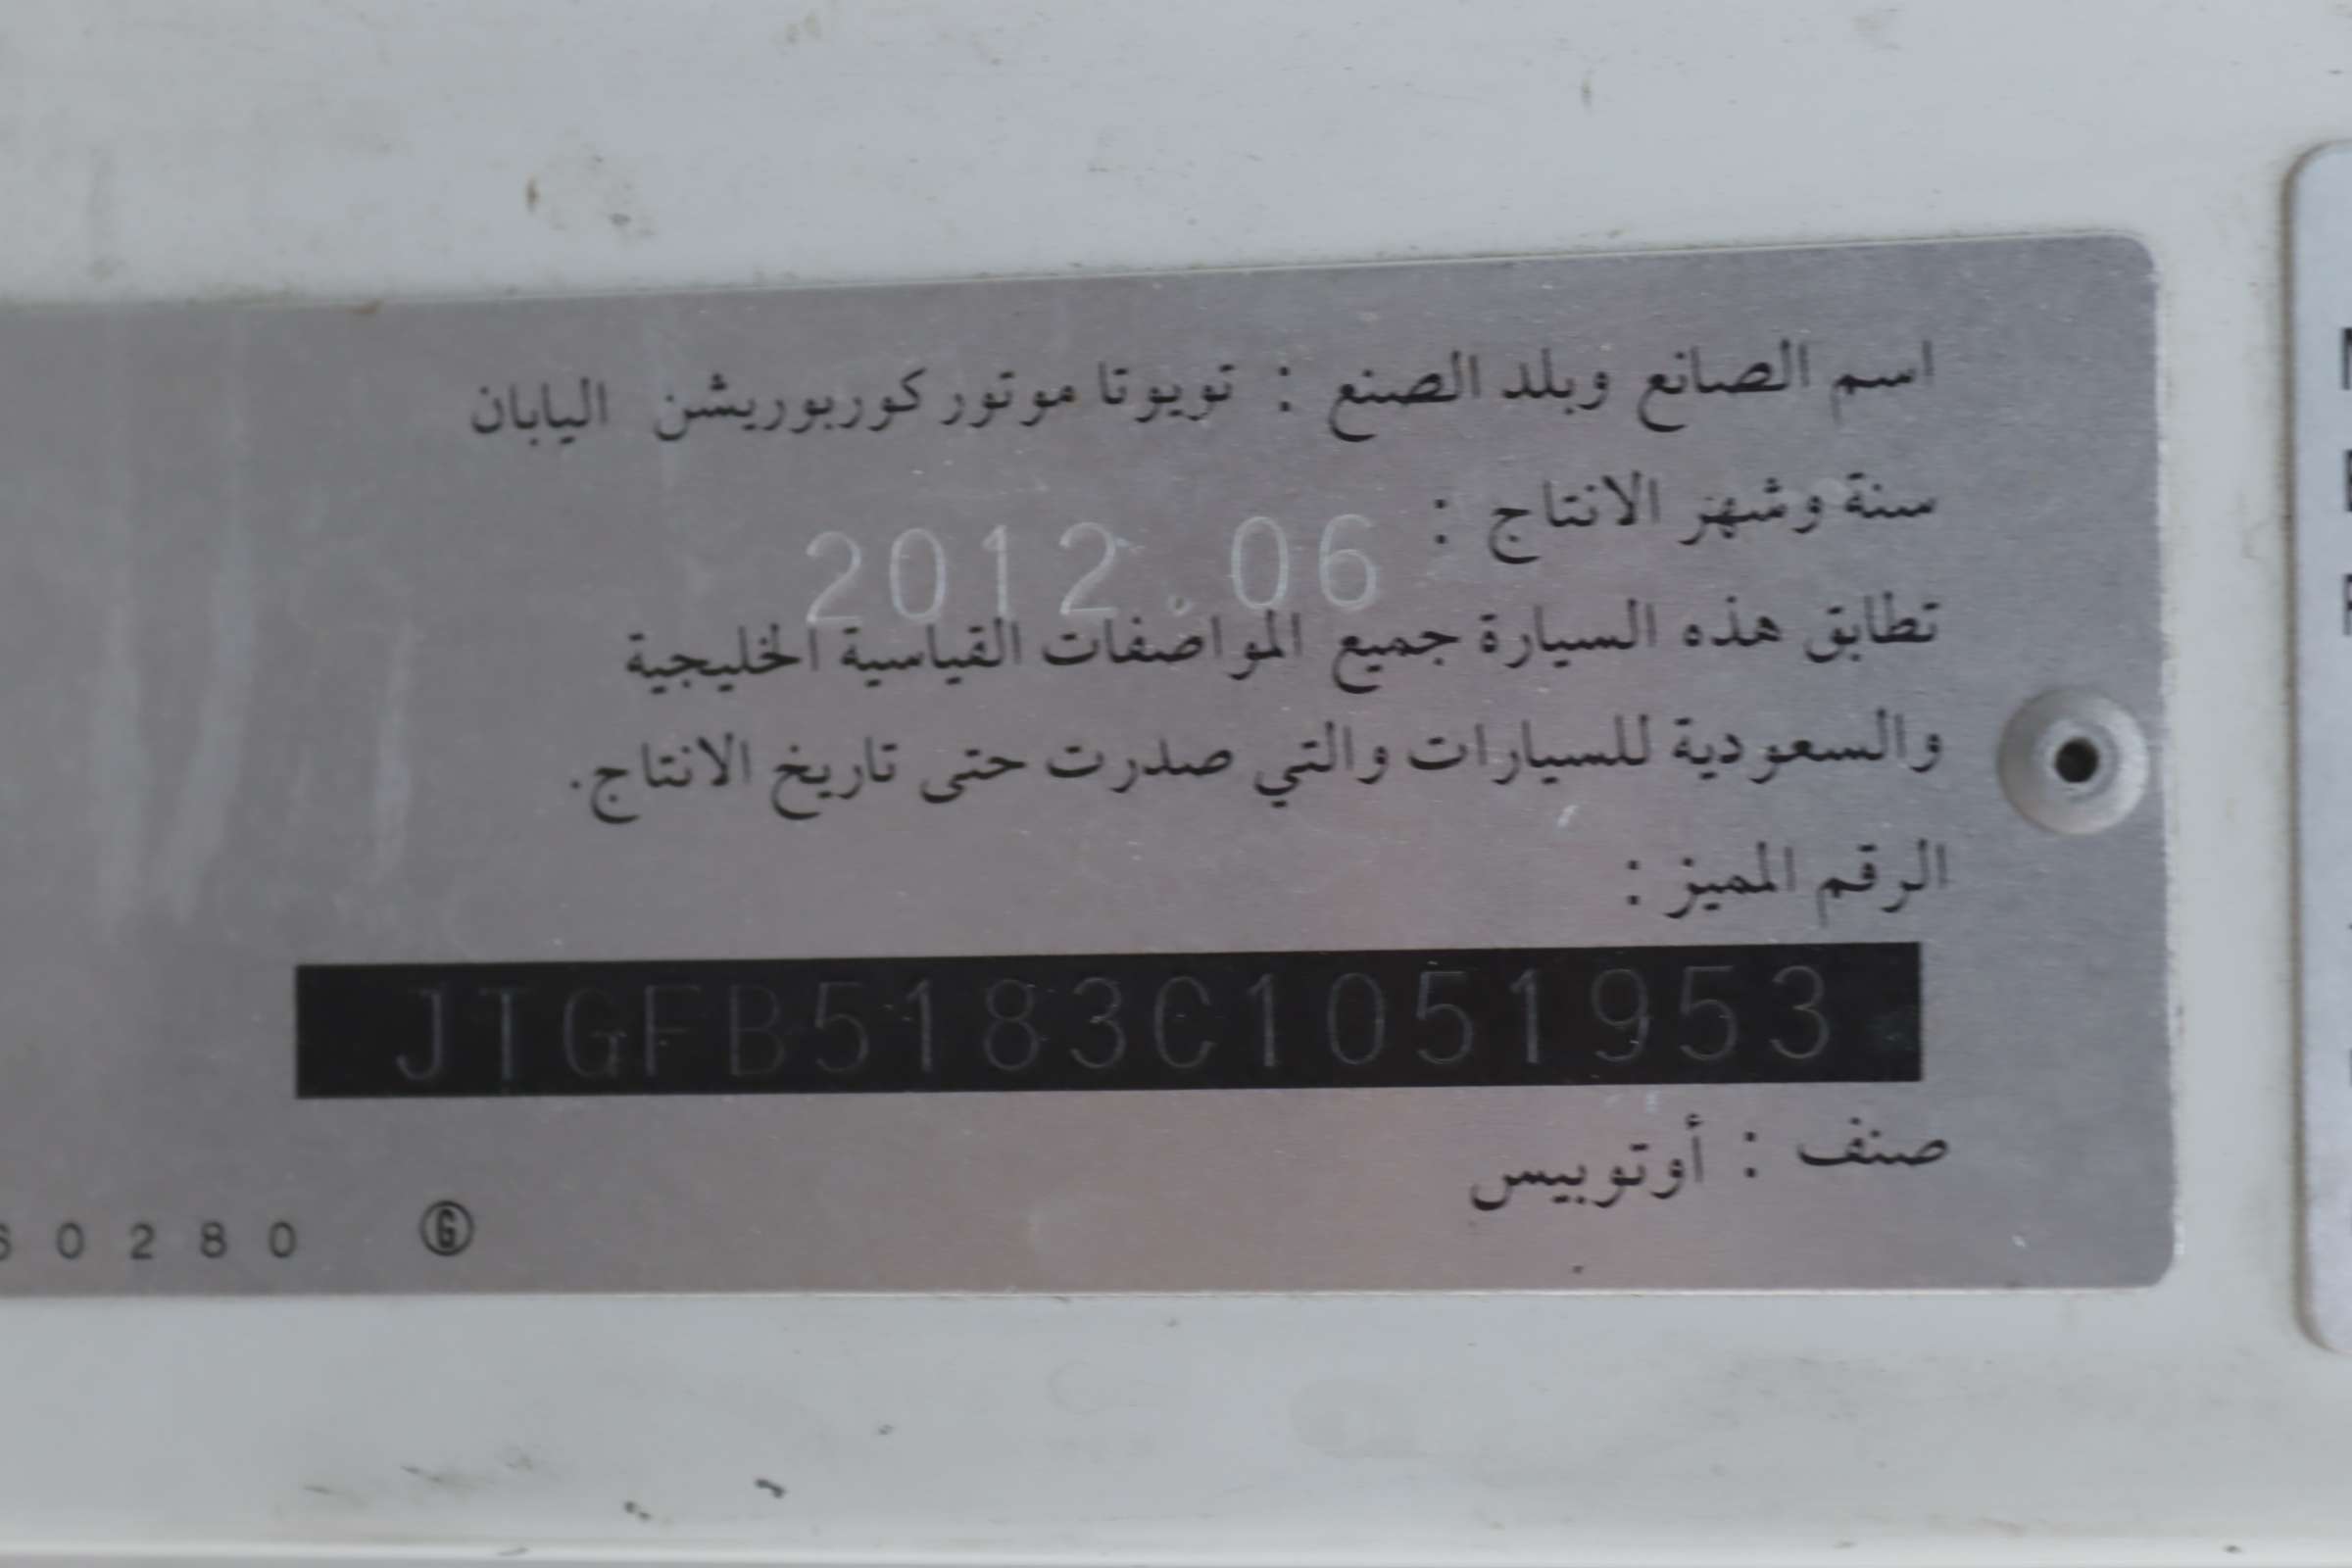 اسم الصانع وبلد الصنع : تويوتا موتور كوربوريشن اليابان
سنة وشهر الانتاج : 2012.06
تطابق هذه السيارة جميع المواصفات القياسية الخليجية
والسعودية للسيارات والتي صدرت حتى تاريخ الانتاج.
الرقم المميز :
JTGFB5183C1051953
صنف : أوتوبيس
0280 G